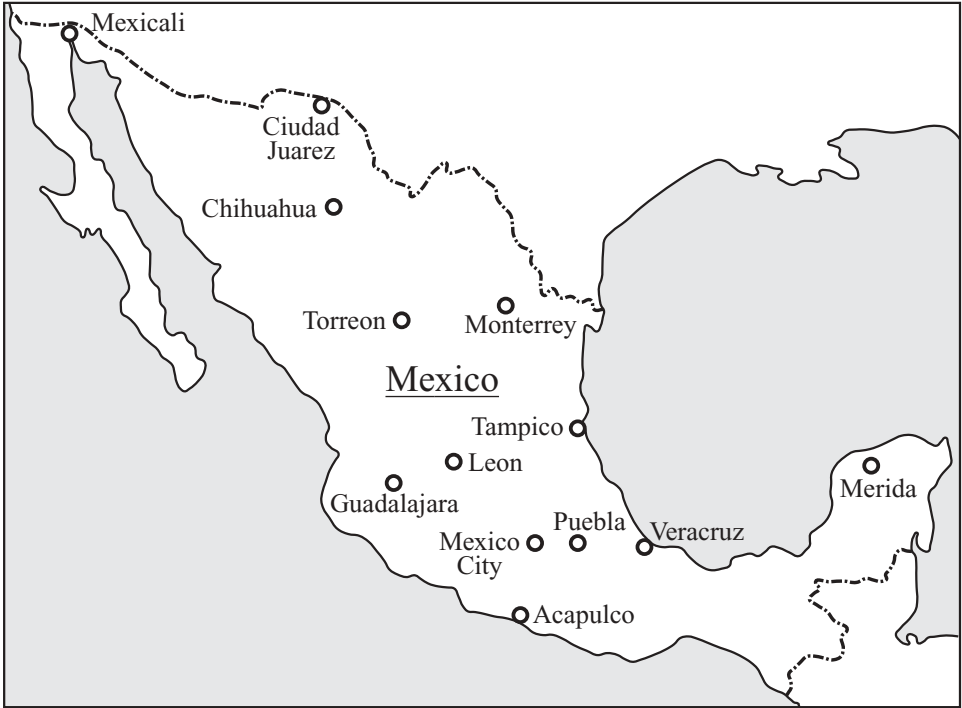 Mexicali
Ciudad
Juarez
Chihuahua
Torreon
Monterrey
Mexico
Tampico
Leon
Guadalajara
Merida
Puebla
Veracruz
Mexico
City
Acapulco